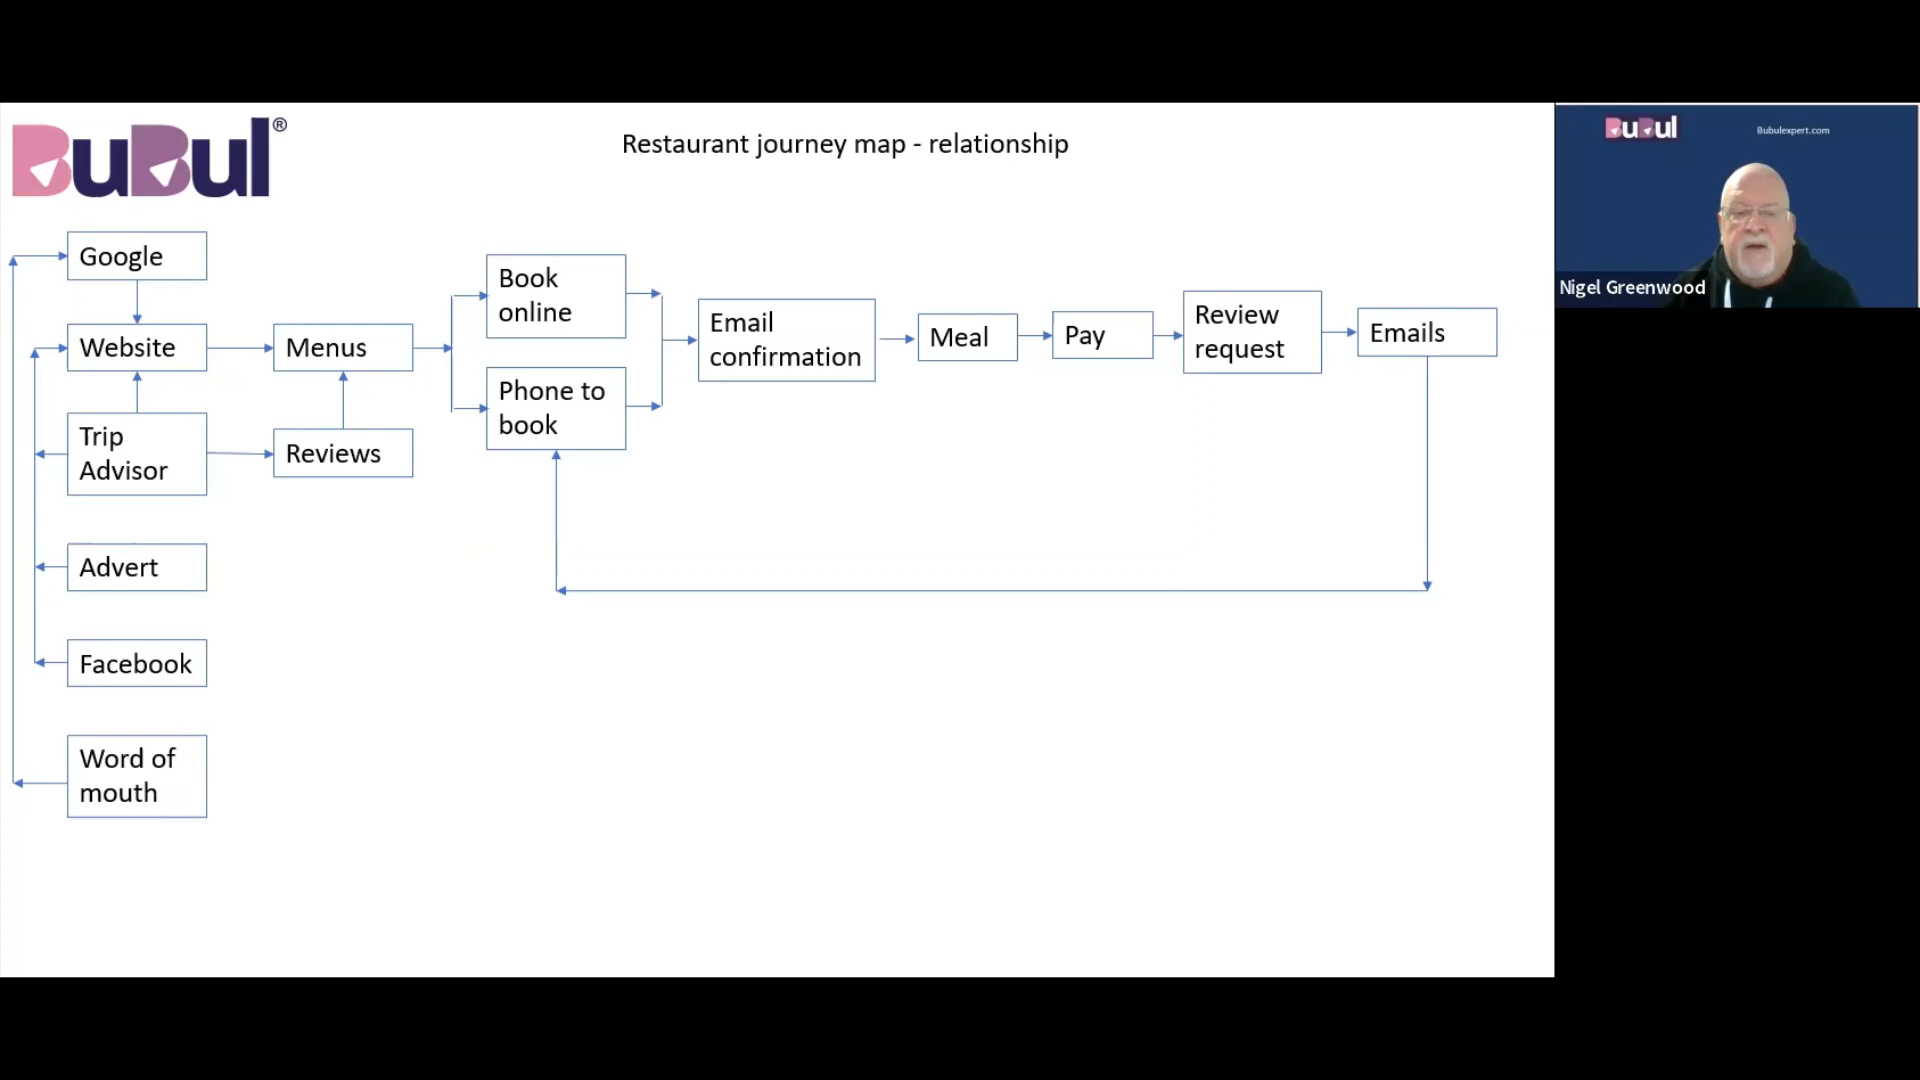 BuBul®
Restaurant journey map - relationship
BuBul
Bubulexpert.com
Nigel Greenwood
Google
Website
Trip
Advisor
Advert
Facebook
Word of
mouth
Menus
Reviews
Book
online
Phone to
book
Email
confirmation
Meal
Pay
Review
request
Emails